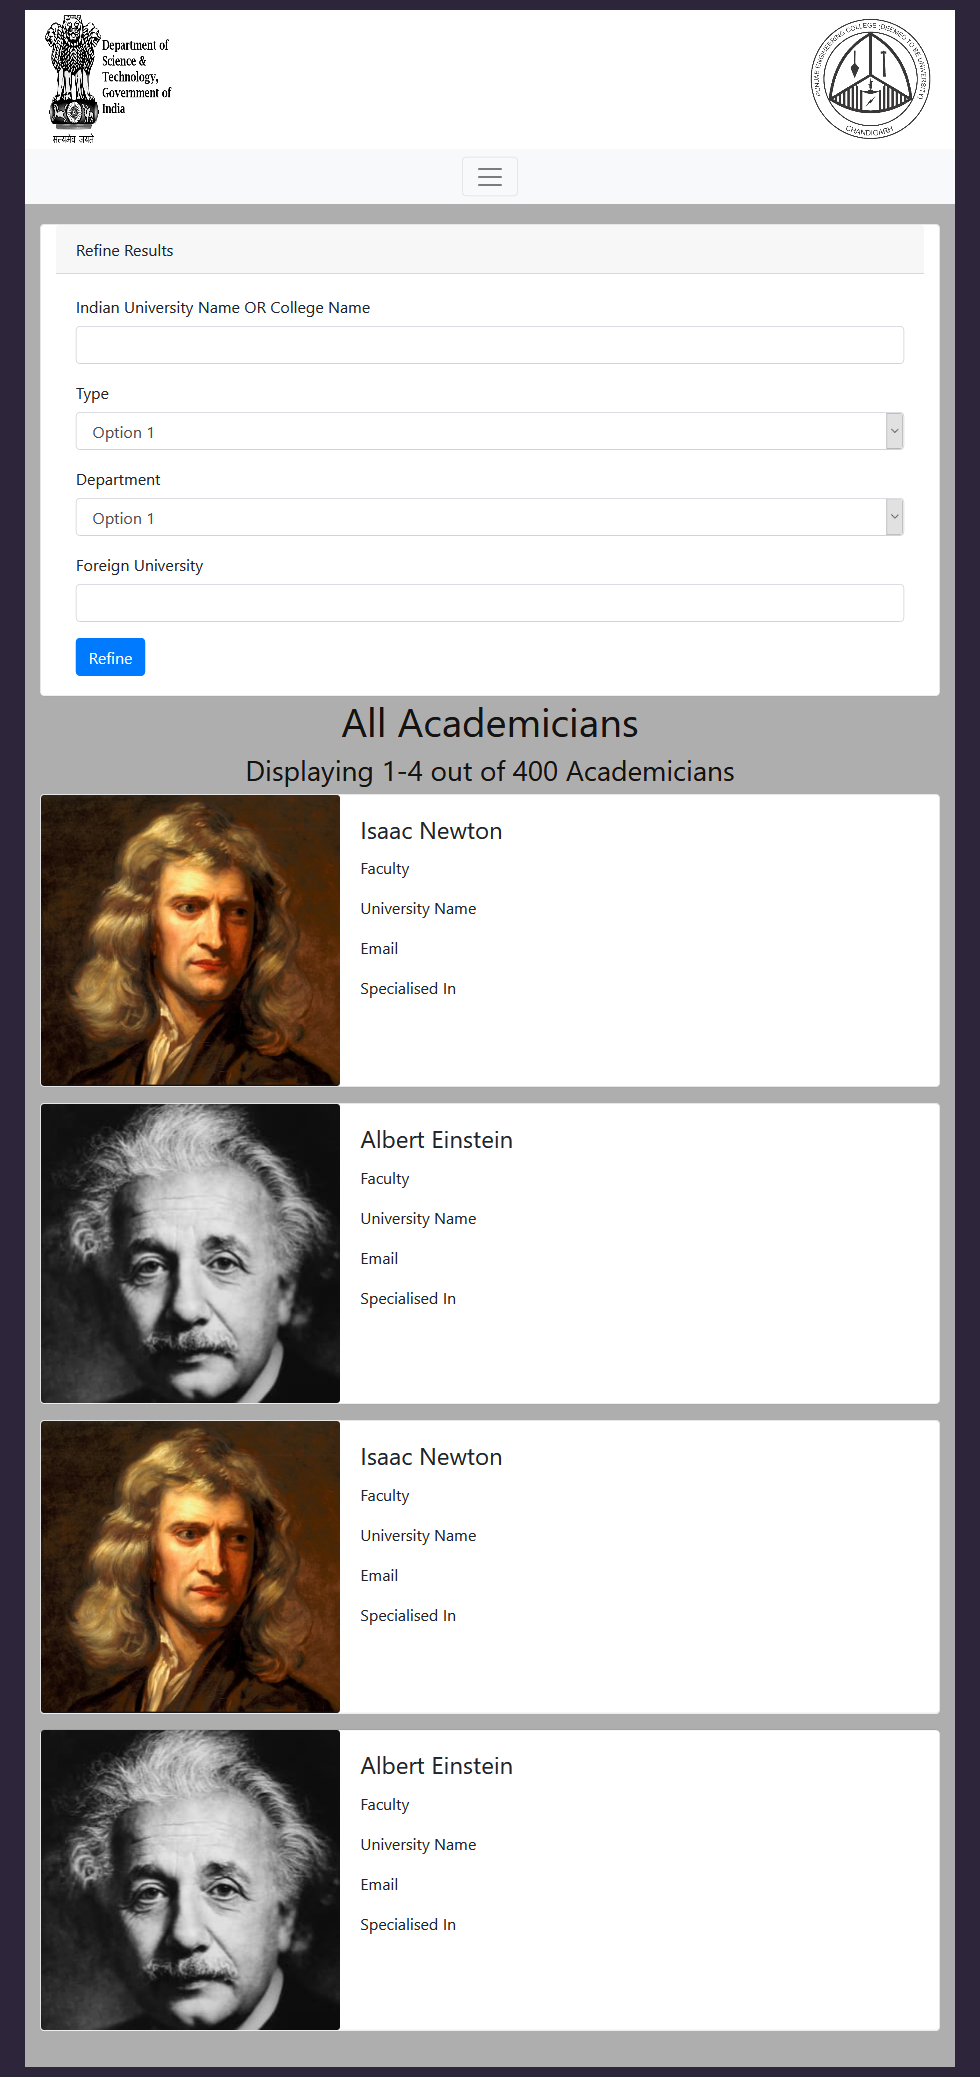 Department of
Science &
Technology,
Government of
India
सत्यमेव जयते
PUNJAB ENGINEERING COLLEGE (DEEMED TO BE UNIVERSITY)
CHANDIGARH
Refine Results
Indian University Name OR College Name
Type
Option 1
Department
Option 1
Foreign University
Refine
All Academicians
Displaying 1-4 out of 400 Academicians
Isaac Newton
Faculty
University Name
Email
Specialised In
Albert Einstein
Faculty
University Name
Email
Specialised In
Isaac Newton
Faculty
University Name
Email
Specialised In
Albert Einstein
Faculty
University Name
Email
Specialised In